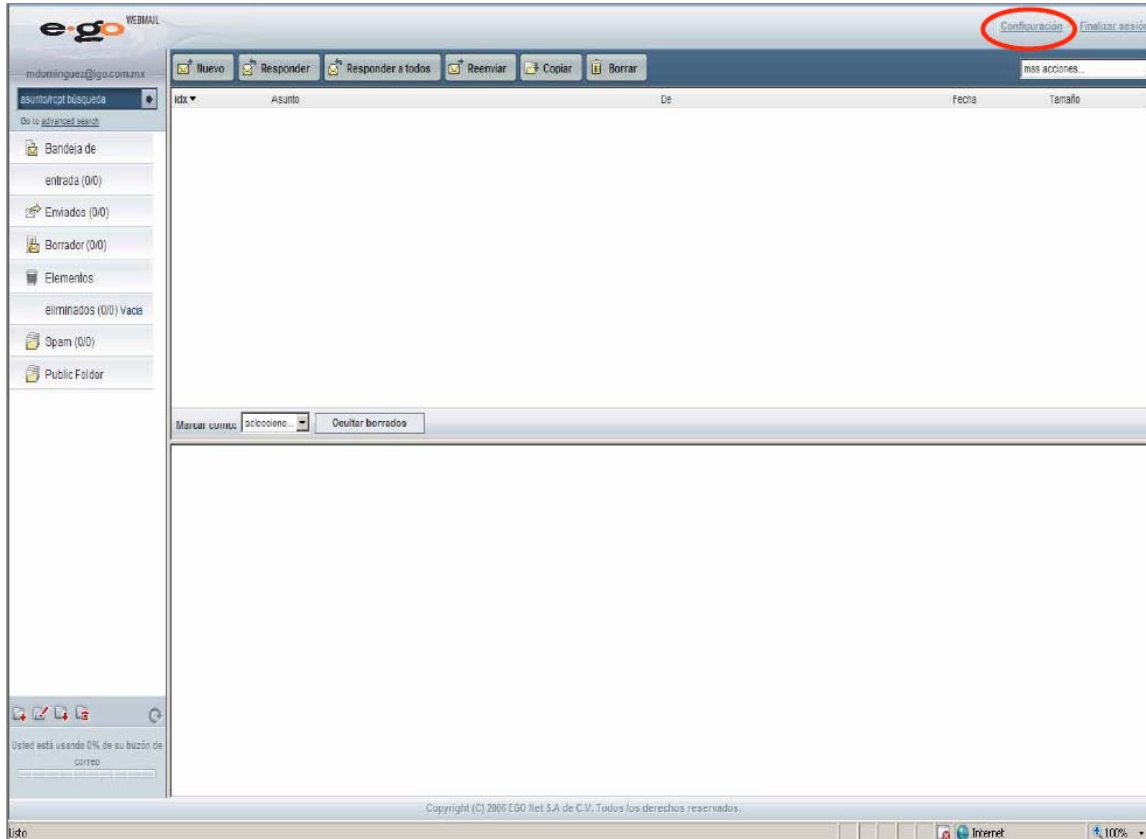 e·go WEBMAIL
Configuración Finalizar sesión
mdominguez@igo.com.mx
Nuevo Responder Responder a todos Reenviar Copiar Borrar mas acciones...
asunto/rcpt búsqueda
Go to advanced search
Idx Asunto De Fecha Tamaño
Bandeja de
entrada (0/0)
Enviados (0/0)
Borrador (0/0)
Elementos
eliminados (0/0) Vacia
Spam (0/0)
Public Folder
Marcar como: seleccione... Ocultar borrados
Usted está usando 0% de su buzón de
correo
Copyright (C) 2006 EGO Net S.A de C.V. Todos los derechos reservados.
Listo Internet 100%